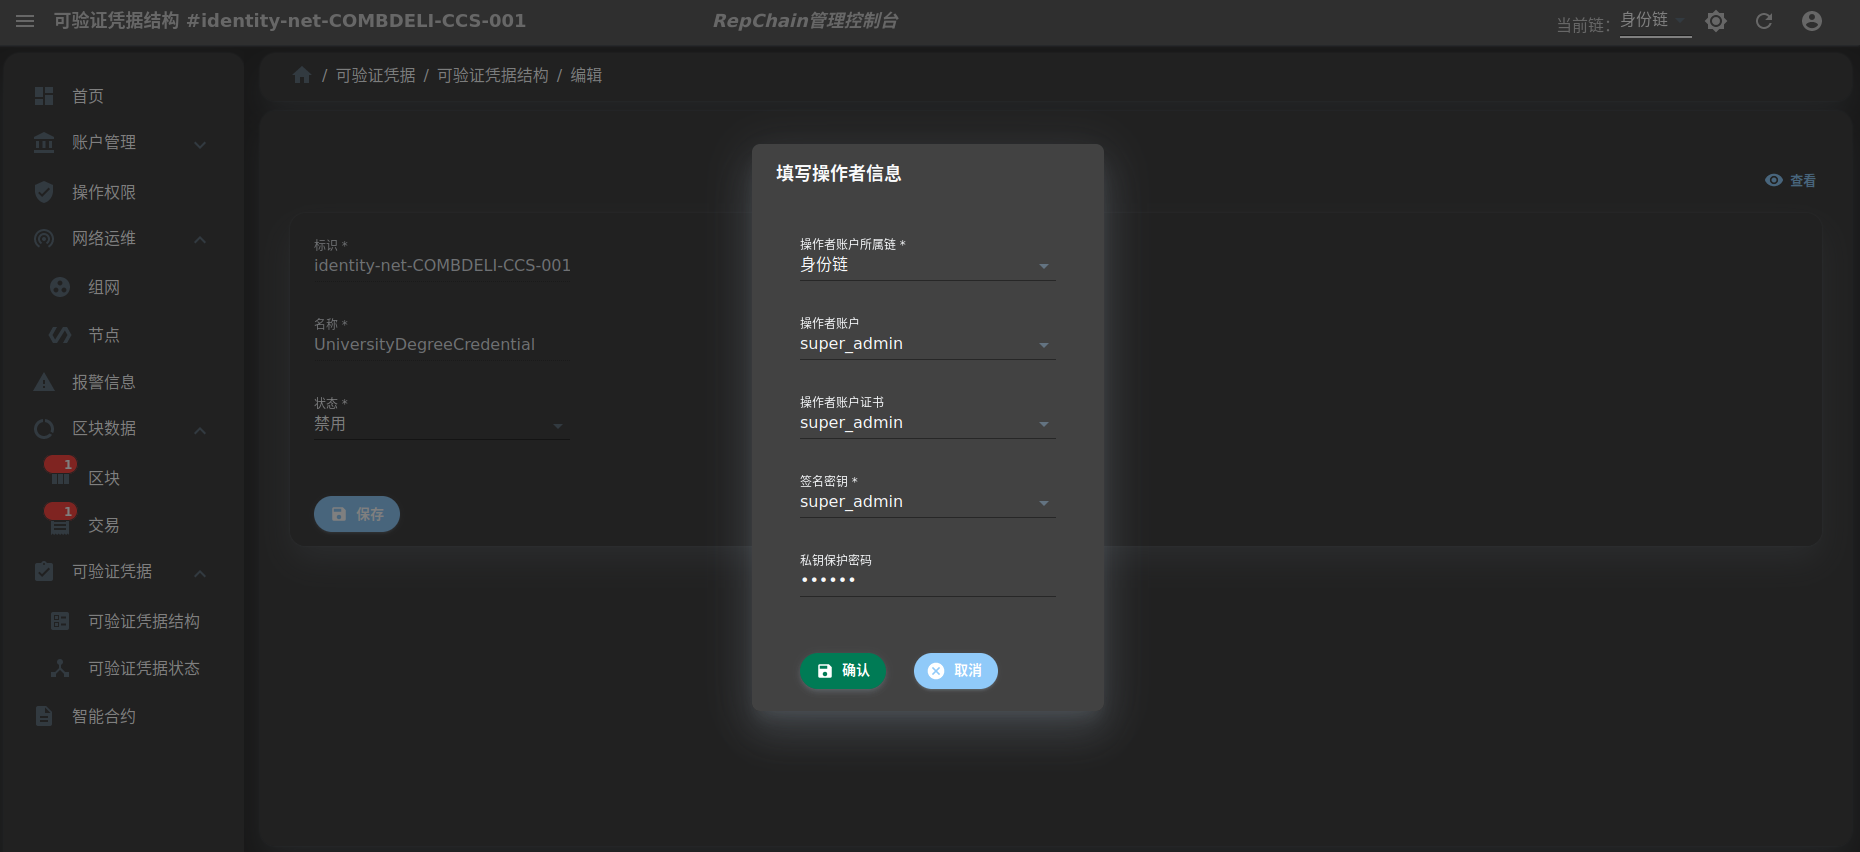 可验证凭据结构 #identity-net-COMBDELI-CCS-001
RepChain管理控制台
当前链: 身份链
首页
账户管理
操作权限
网络运维
组网
节点
报警信息
区块数据
1
区块
1
交易
可验证凭据
可验证凭据结构
可验证凭据状态
智能合约
/ 可验证凭据 / 可验证凭据结构 / 编辑
查看
标识 *
identity-net-COMBDELI-CCS-001
名称 *
UniversityDegreeCredential
状态 *
禁用
保存
填写操作者信息
操作者账户所属链 *
身份链
操作者账户
super_admin
操作者账户证书
super_admin
签名密钥 *
super_admin
私钥保护密码
••••••
确认
取消